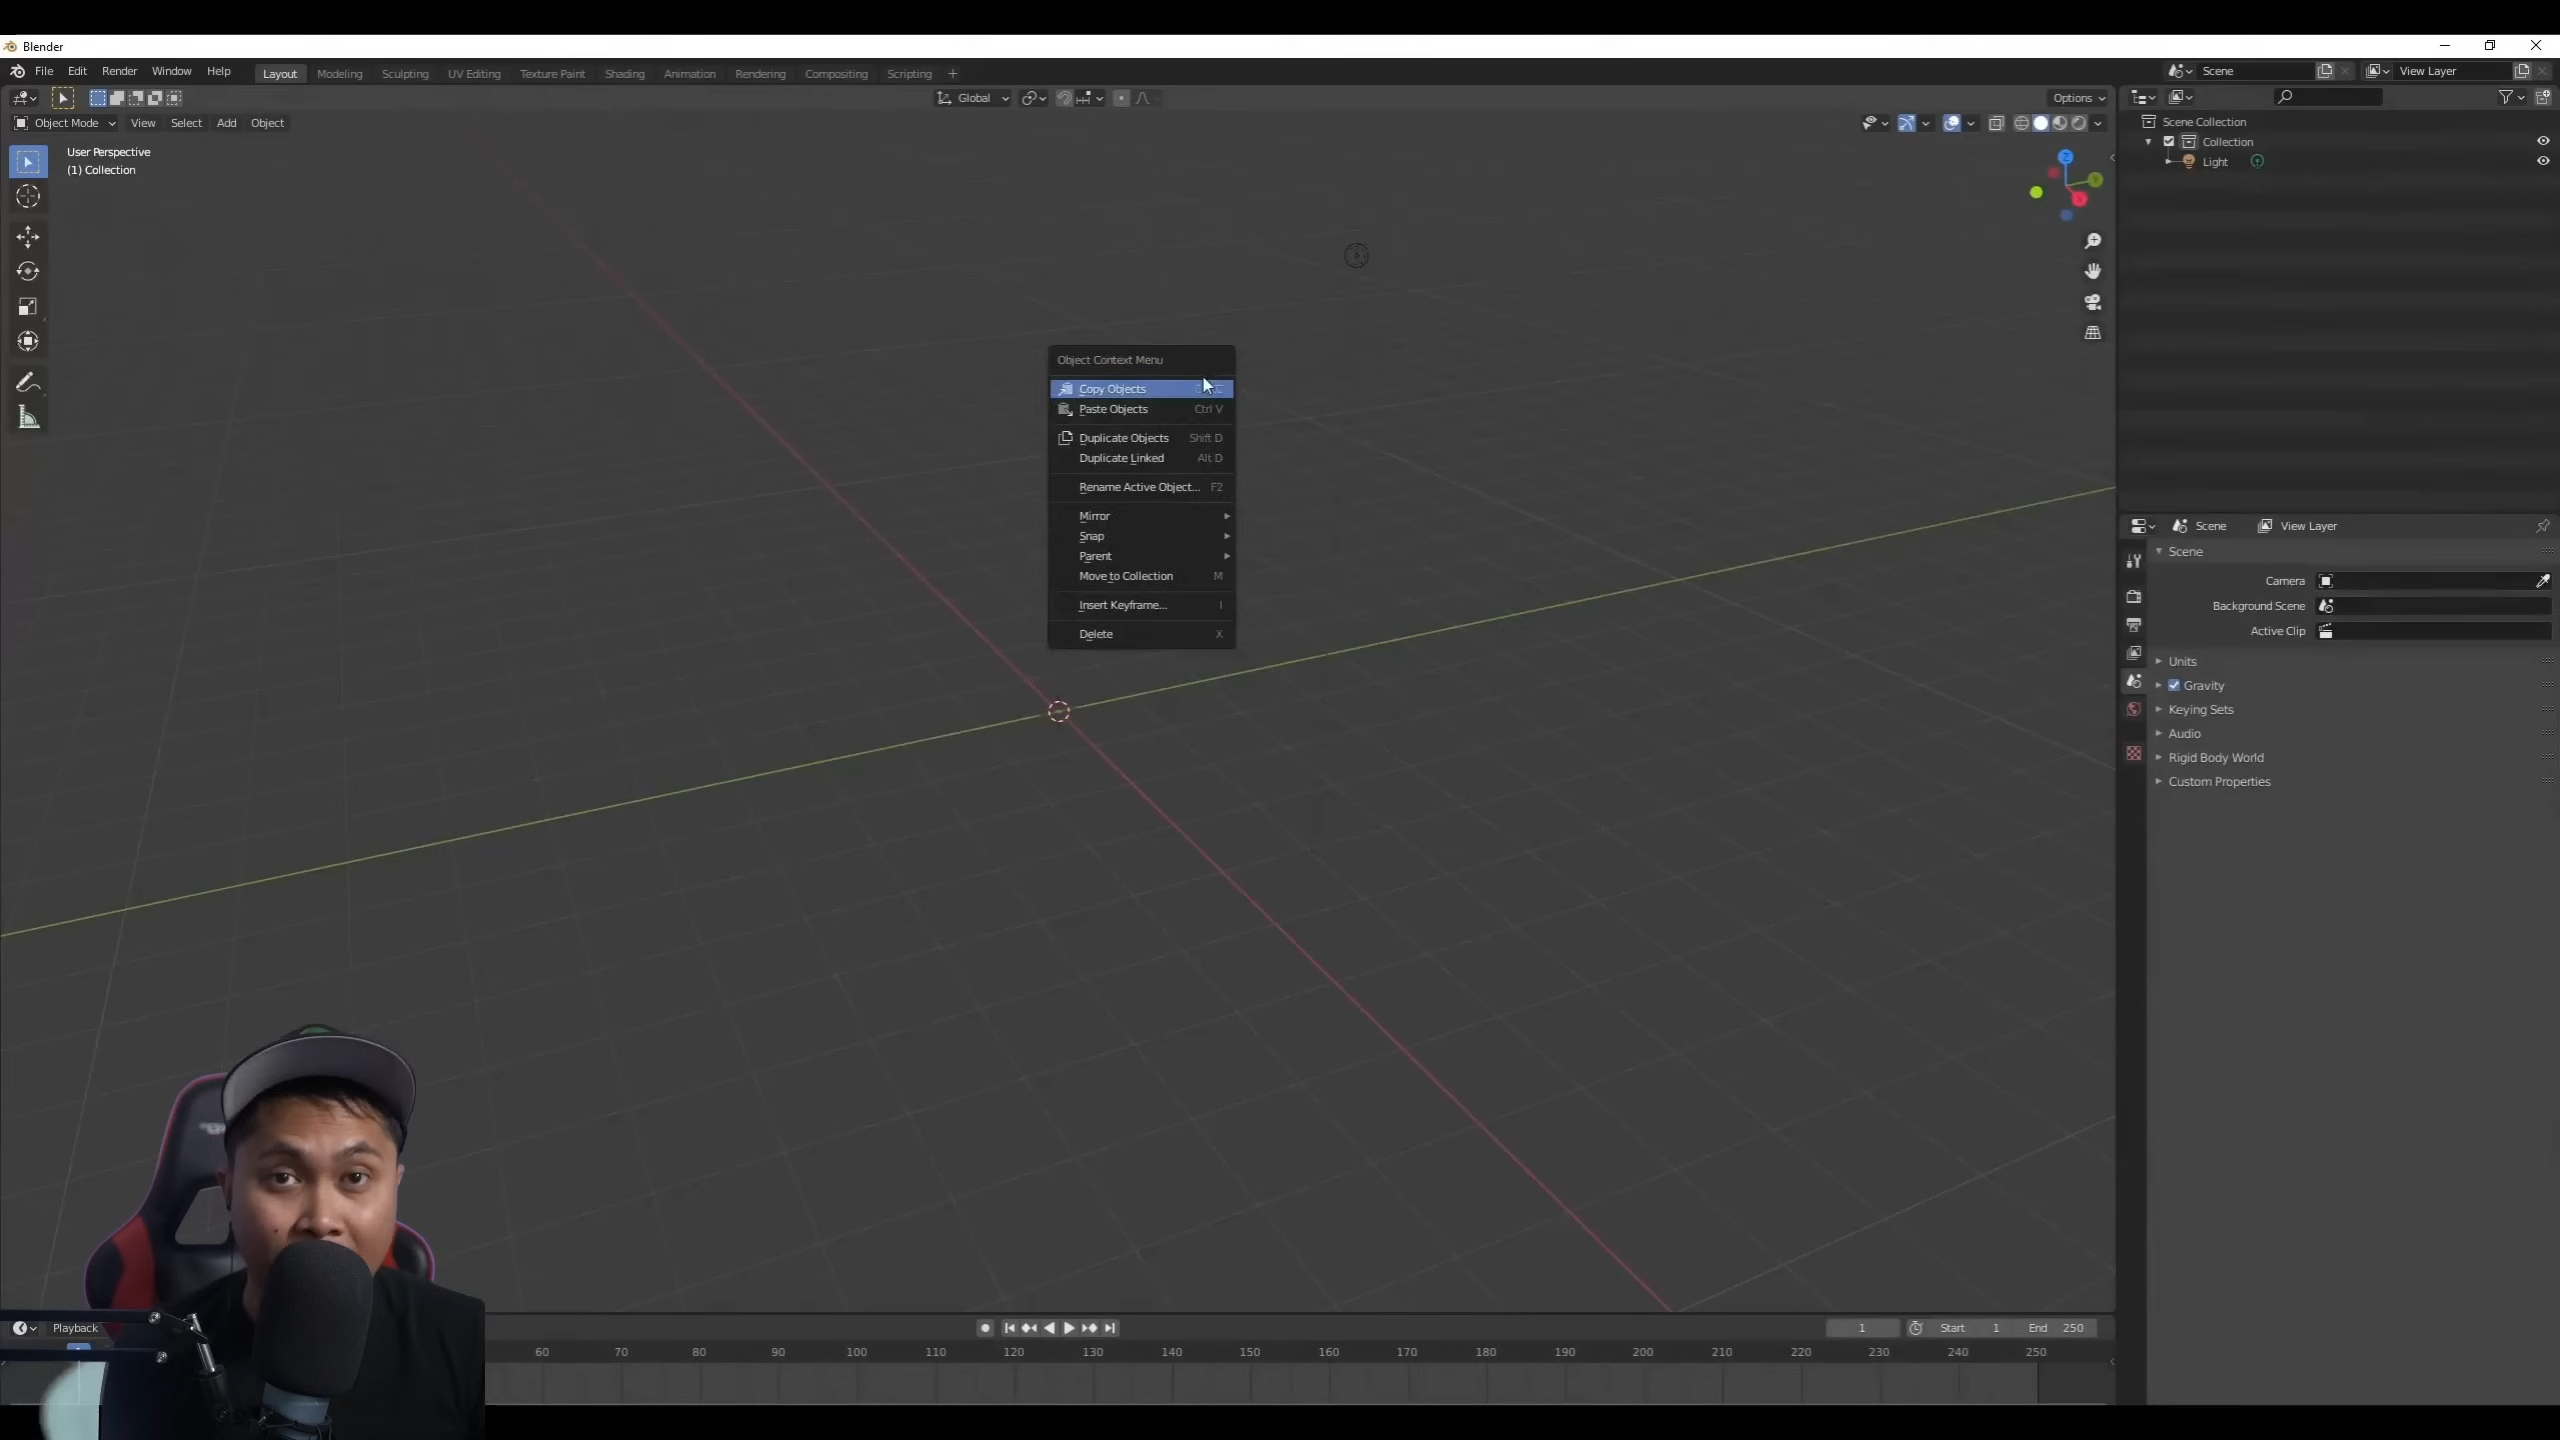 Blender
File Edit Render Window Help Layout Modeling Sculpting UV Editing Texture Paint Shading Animation Rendering Compositing Scripting + Scene View Layer
Global Options
Object Mode View Select Add Object
User Perspective
(1) Collection
Z
Y
Scene Collection
Collection
Light
Object Context Menu
Copy Objects
Paste Objects Ctrl V
Duplicate Objects Shift D
Duplicate Linked Alt D
Rename Active Object... F2
Mirror
Snap
Parent
Move to Collection M
Insert Keyframe... I
Delete X
Scene View Layer
Scene
Camera
Background Scene
Active Clip
Units
Gravity
Keying Sets
Audio
Rigid Body World
Custom Properties
Playback 1 Start 1 End 250
60 70 80 90 100 110 120 130 140 150 160 170 180 190 200 210 220 230 240 250